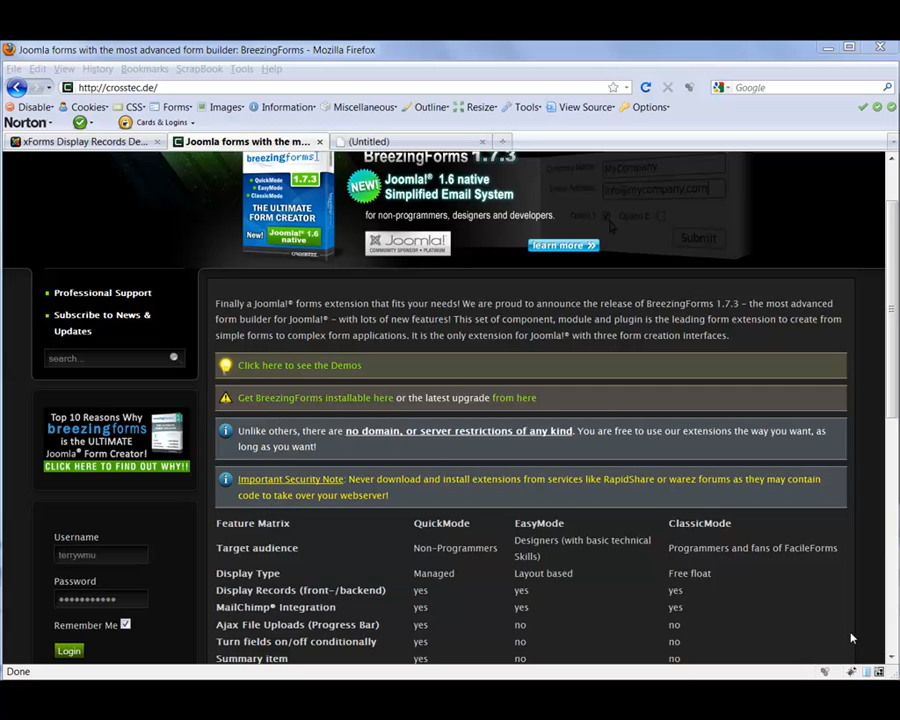 Joomla forms with the most advanced form builder: BreezingForms - Mozilla Firefox
File Edit View History Bookmarks ScrapBook Tools Help
http://crosstec.de/
Google
Disable Cookies CSS Forms Images Information Miscellaneous Outline Resize Tools View Source Options
Norton Cards & Logins
xForms Display Records De... Joomla forms with the m... (Untitled)
breezingforms 1.7.3
QuickMode
EasyMode
ClassicMode
THE ULTIMATE
FORM CREATOR
New! Joomla! 1.6 native
BreezingForms 1.7.3
NEW! Joomla! 1.6 native
Simplified Email System
for non-programmers, designers and developers.
Joomla!
COMMUNITY SPONSOR • PLATINUM
learn more »
MyCompany
info@mycompany.com
Submit
Professional Support
Subscribe to News &
Updates
search...
Top 10 Reasons Why
breezingforms
is the ULTIMATE
Joomla! Form Creator!
CLICK HERE TO FIND OUT WHY!!
Username
terrywmu
Password
Remember Me
Login
Finally a Joomla!® forms extension that fits your needs! We are proud to announce the release of BreezingForms 1.7.3 – the most advanced
form builder for Joomla!® – with lots of new features! This set of component, module and plugin is the leading form extension to create from
simple forms to complex form applications. It is the only extension for Joomla!® with three form creation interfaces.
Click here to see the Demos
Get BreezingForms installable here or the latest upgrade from here
Unlike others, there are no domain, or server restrictions of any kind. You are free to use our extensions the way you want, as
long as you want!
Important Security Note: Never download and install extensions from services like RapidShare or warez forums as they may contain
code to take over your webserver!
Feature Matrix QuickMode EasyMode ClassicMode
Target audience Non-Programmers Designers (with basic technical Skills) Programmers and fans of FacileForms
Display Type Managed Layout based Free float
Display Records (front-/backend) yes yes yes
MailChimp® Integration yes yes yes
Ajax File Uploads (Progress Bar) yes no no
Turn fields on/off conditionally yes no no
Summary item yes no no
Done